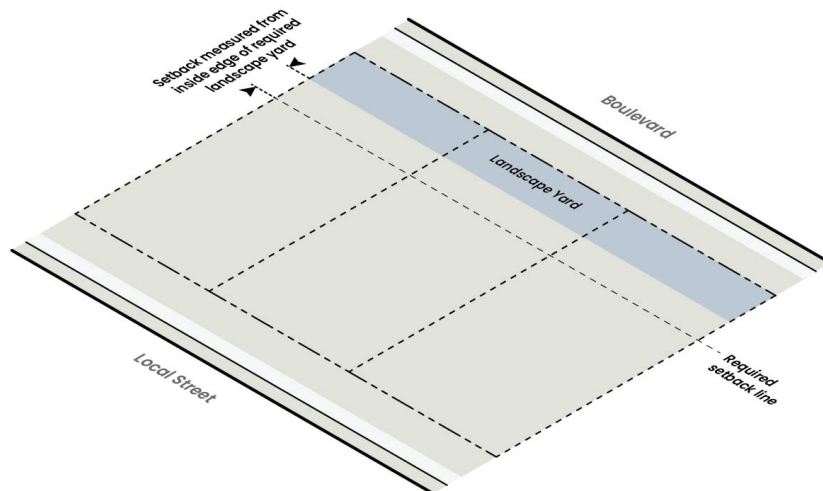 Setback measured from
inside edge of required
landscape yard
Boulevard
Landscape Yard
Required
setback line
Local Street